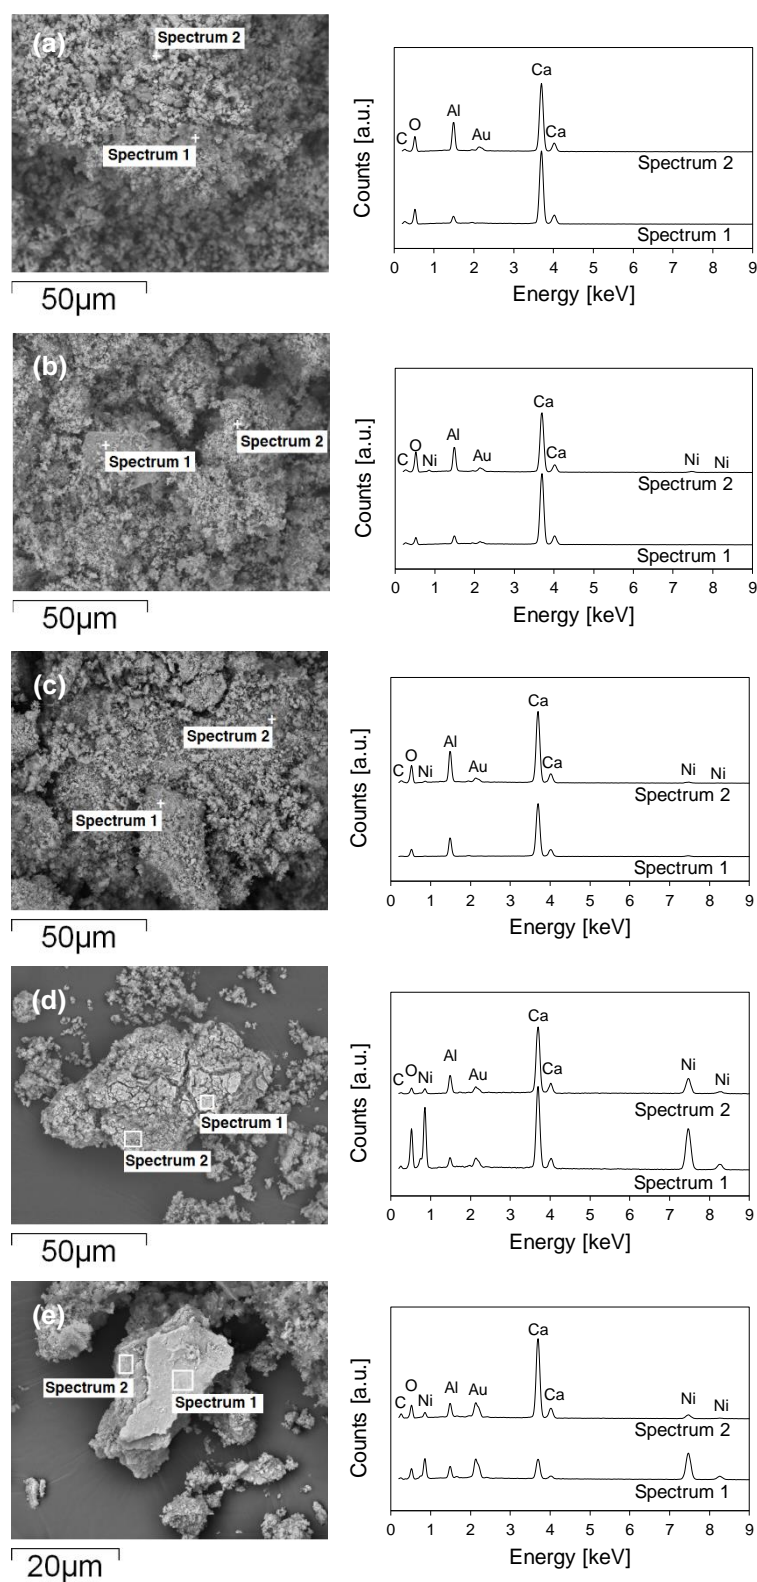 (a)
Spectrum 2
Spectrum 1
50µm
Counts [a.u.]
C O Al Au Ca Ca
Spectrum 2
Spectrum 1
0 1 2 3 4 5 6 7 8 9
Energy [keV]
(b)
Spectrum 2
Spectrum 1
50µm
Counts [a.u.]
C O Ni Al Au Ca Ca Ni Ni
Spectrum 2
Spectrum 1
0 1 2 3 4 5 6 7 8 9
Energy [keV]
(c)
Spectrum 2
Spectrum 1
50µm
Counts [a.u.]
C O Ni Al Au Ca Ca Ni Ni
Spectrum 2
Spectrum 1
0 1 2 3 4 5 6 7 8 9
Energy [keV]
(d)
Spectrum 1
Spectrum 2
50µm
Counts [a.u.]
C O Ni Al Au Ca Ca Ni Ni
Spectrum 2
Spectrum 1
0 1 2 3 4 5 6 7 8 9
Energy [keV]
(e)
Spectrum 2
Spectrum 1
20µm
Counts [a.u.]
C O Ni Al Au Ca Ca Ni Ni
Spectrum 2
Spectrum 1
0 1 2 3 4 5 6 7 8 9
Energy [keV]